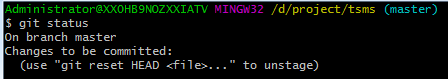 Administrator@XXOHB9NOZXXIATV MINGW32 /d/project/tsms (master)
$ git status
On branch master
Changes to be committed:
  (use "git reset HEAD <file>..." to unstage)